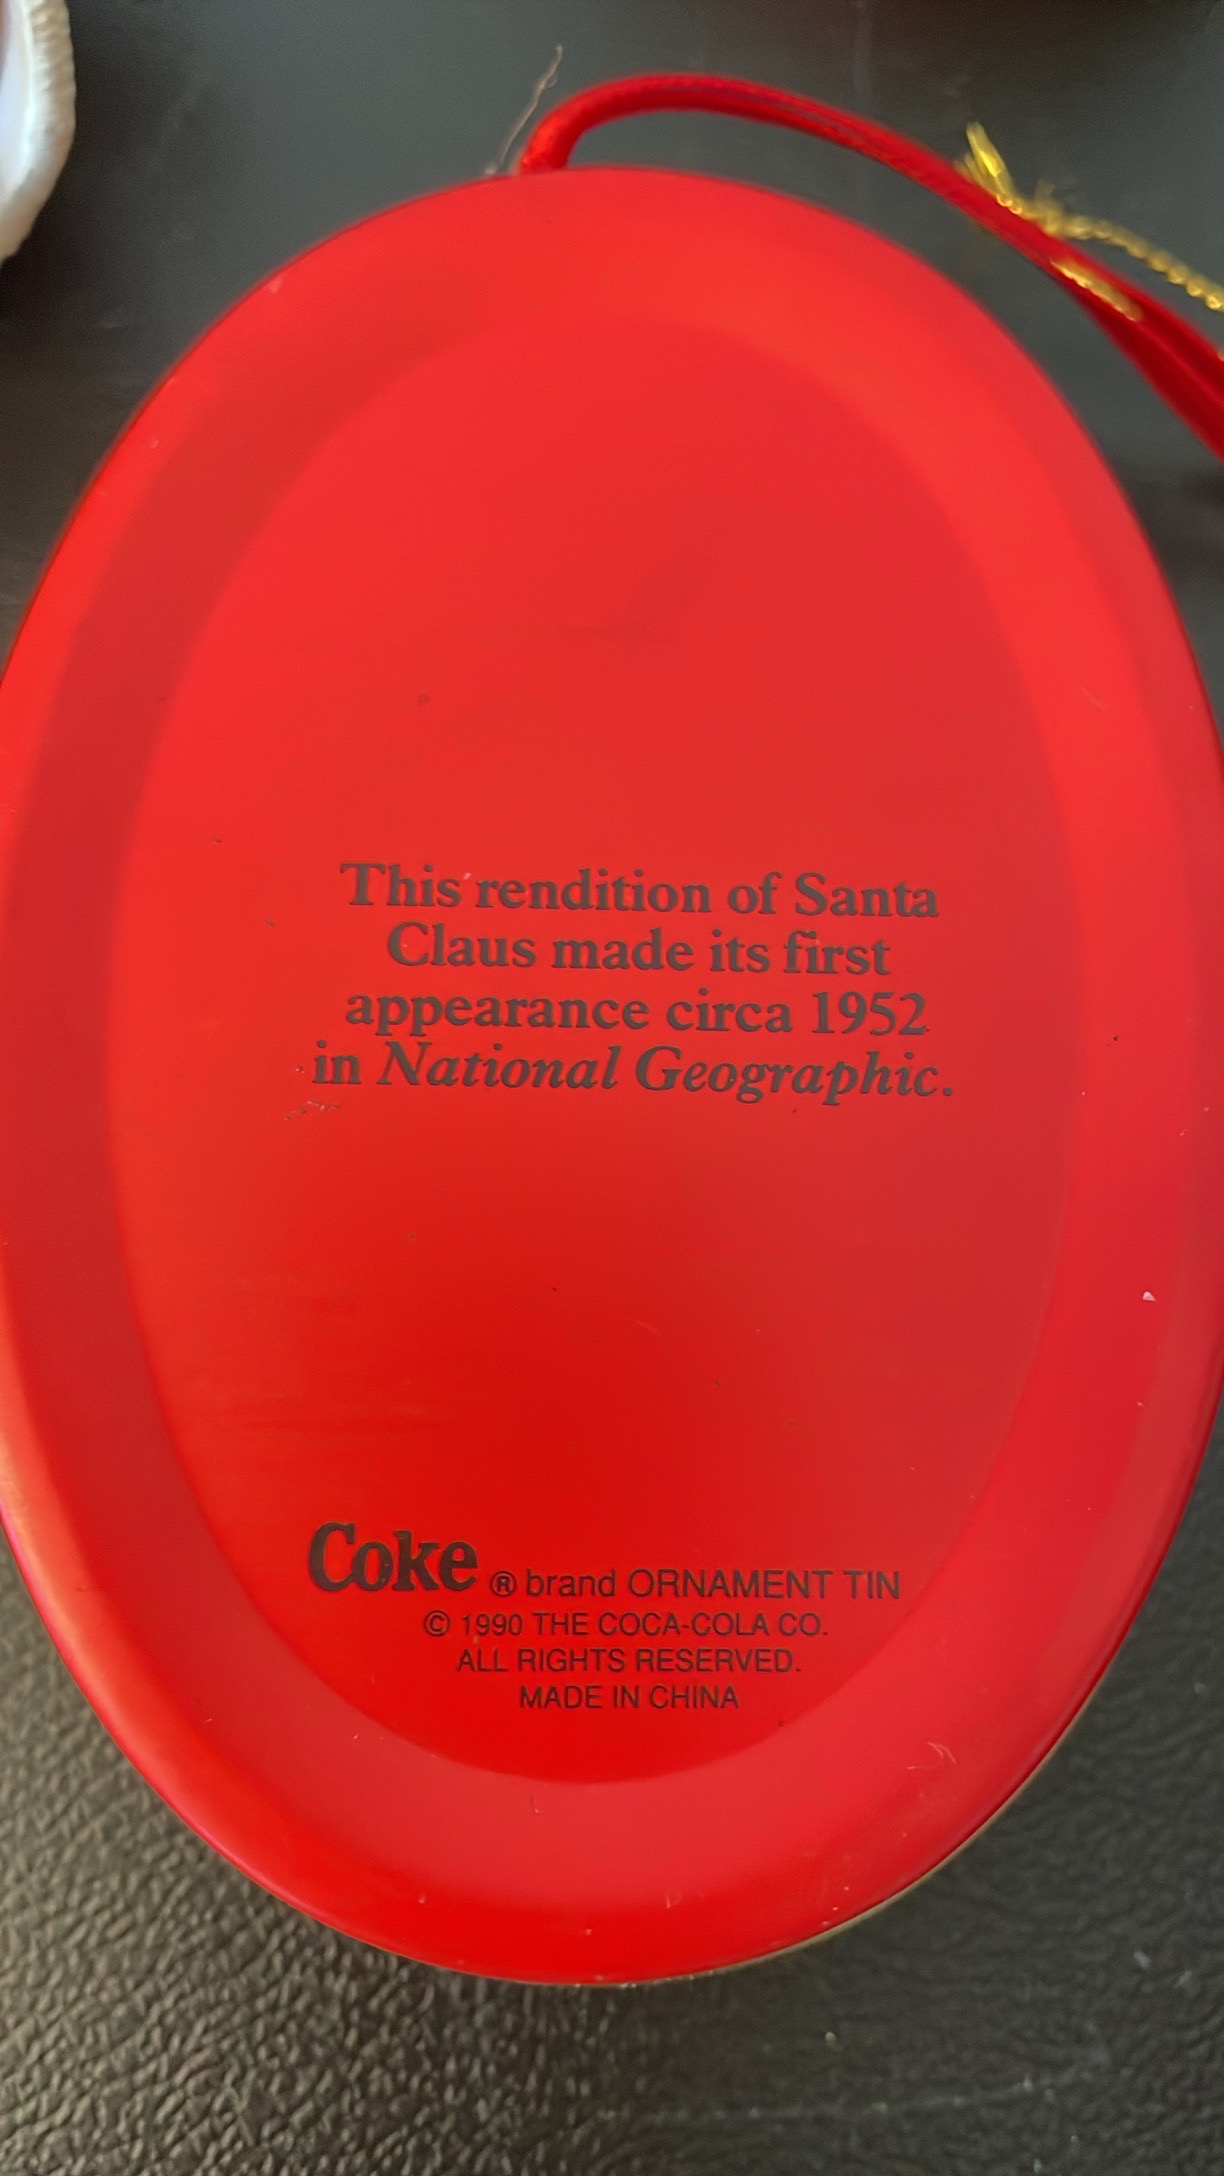 This rendition of Santa
Claus made its first
appearance circa 1952
in National Geographic.
Coke ® brand ORNAMENT TIN
© 1990 THE COCA-COLA CO.
ALL RIGHTS RESERVED.
MADE IN CHINA